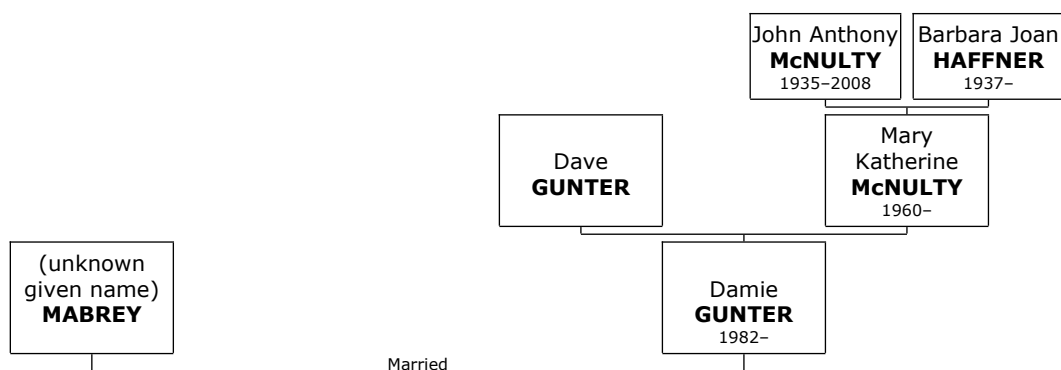 John Anthony
McNULTY
1935–2008
Barbara Joan
HAFFNER
1937–
Dave
GUNTER
Mary
Katherine
McNULTY
1960–
(unknown
given name)
MABREY
Damie
GUNTER
1982–
Married